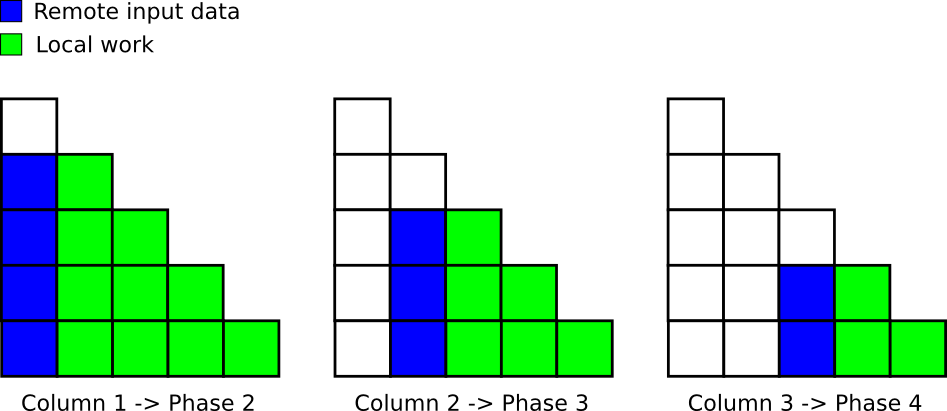 Remote input data
Local work
Column 1 -> Phase 2
Column 2 -> Phase 3
Column 3 -> Phase 4